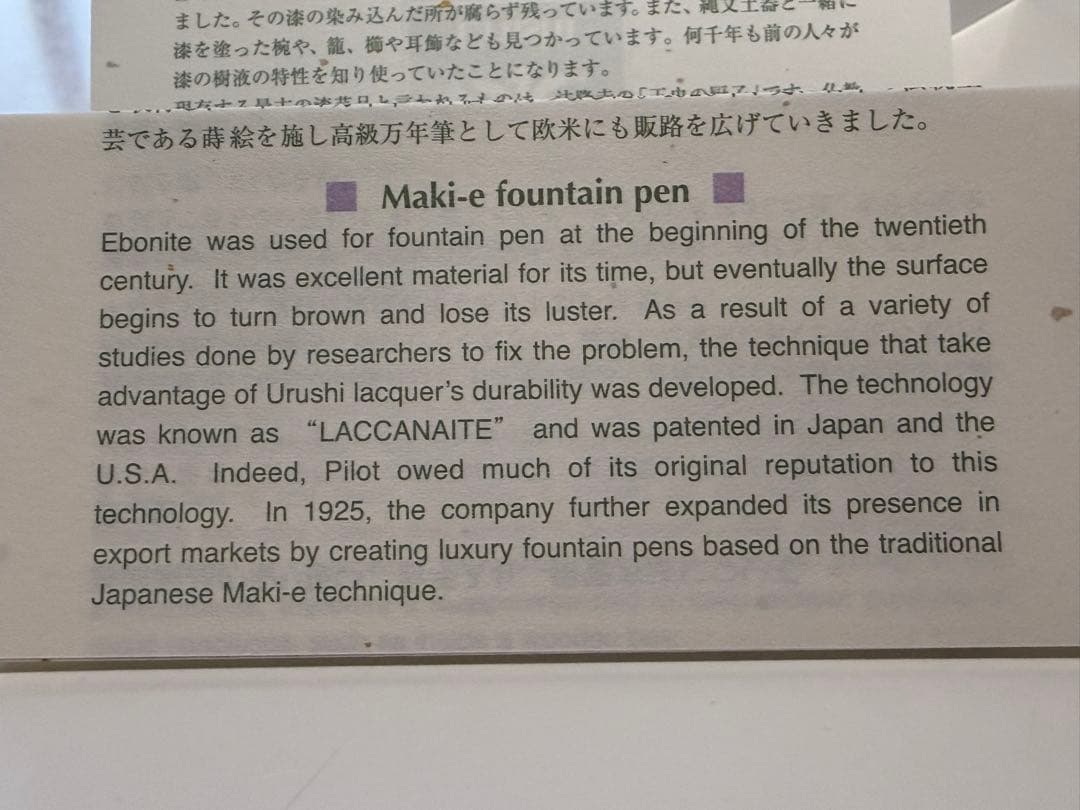 ました。その漆の染み込んだ所が腐らず残っています。また、縄文土器と一緒に
漆を塗った椀や、籠、櫛や耳飾なども見つかっています。何千年も前の人々が
漆の樹液の特性を知り使っていたことになります。
芸である蒔絵を施し高級万年筆として欧米にも販路を広げていきました。
Maki-e fountain pen
Ebonite was used for fountain pen at the beginning of the twentieth
century. It was excellent material for its time, but eventually the surface
begins to turn brown and lose its luster. As a result of a variety of
studies done by researchers to fix the problem, the technique that take
advantage of Urushi lacquer's durability was developed. The technology
was known as “LACCANAITE” and was patented in Japan and the
U.S.A. Indeed, Pilot owed much of its original reputation to this
technology. In 1925, the company further expanded its presence in
export markets by creating luxury fountain pens based on the traditional
Japanese Maki-e technique.